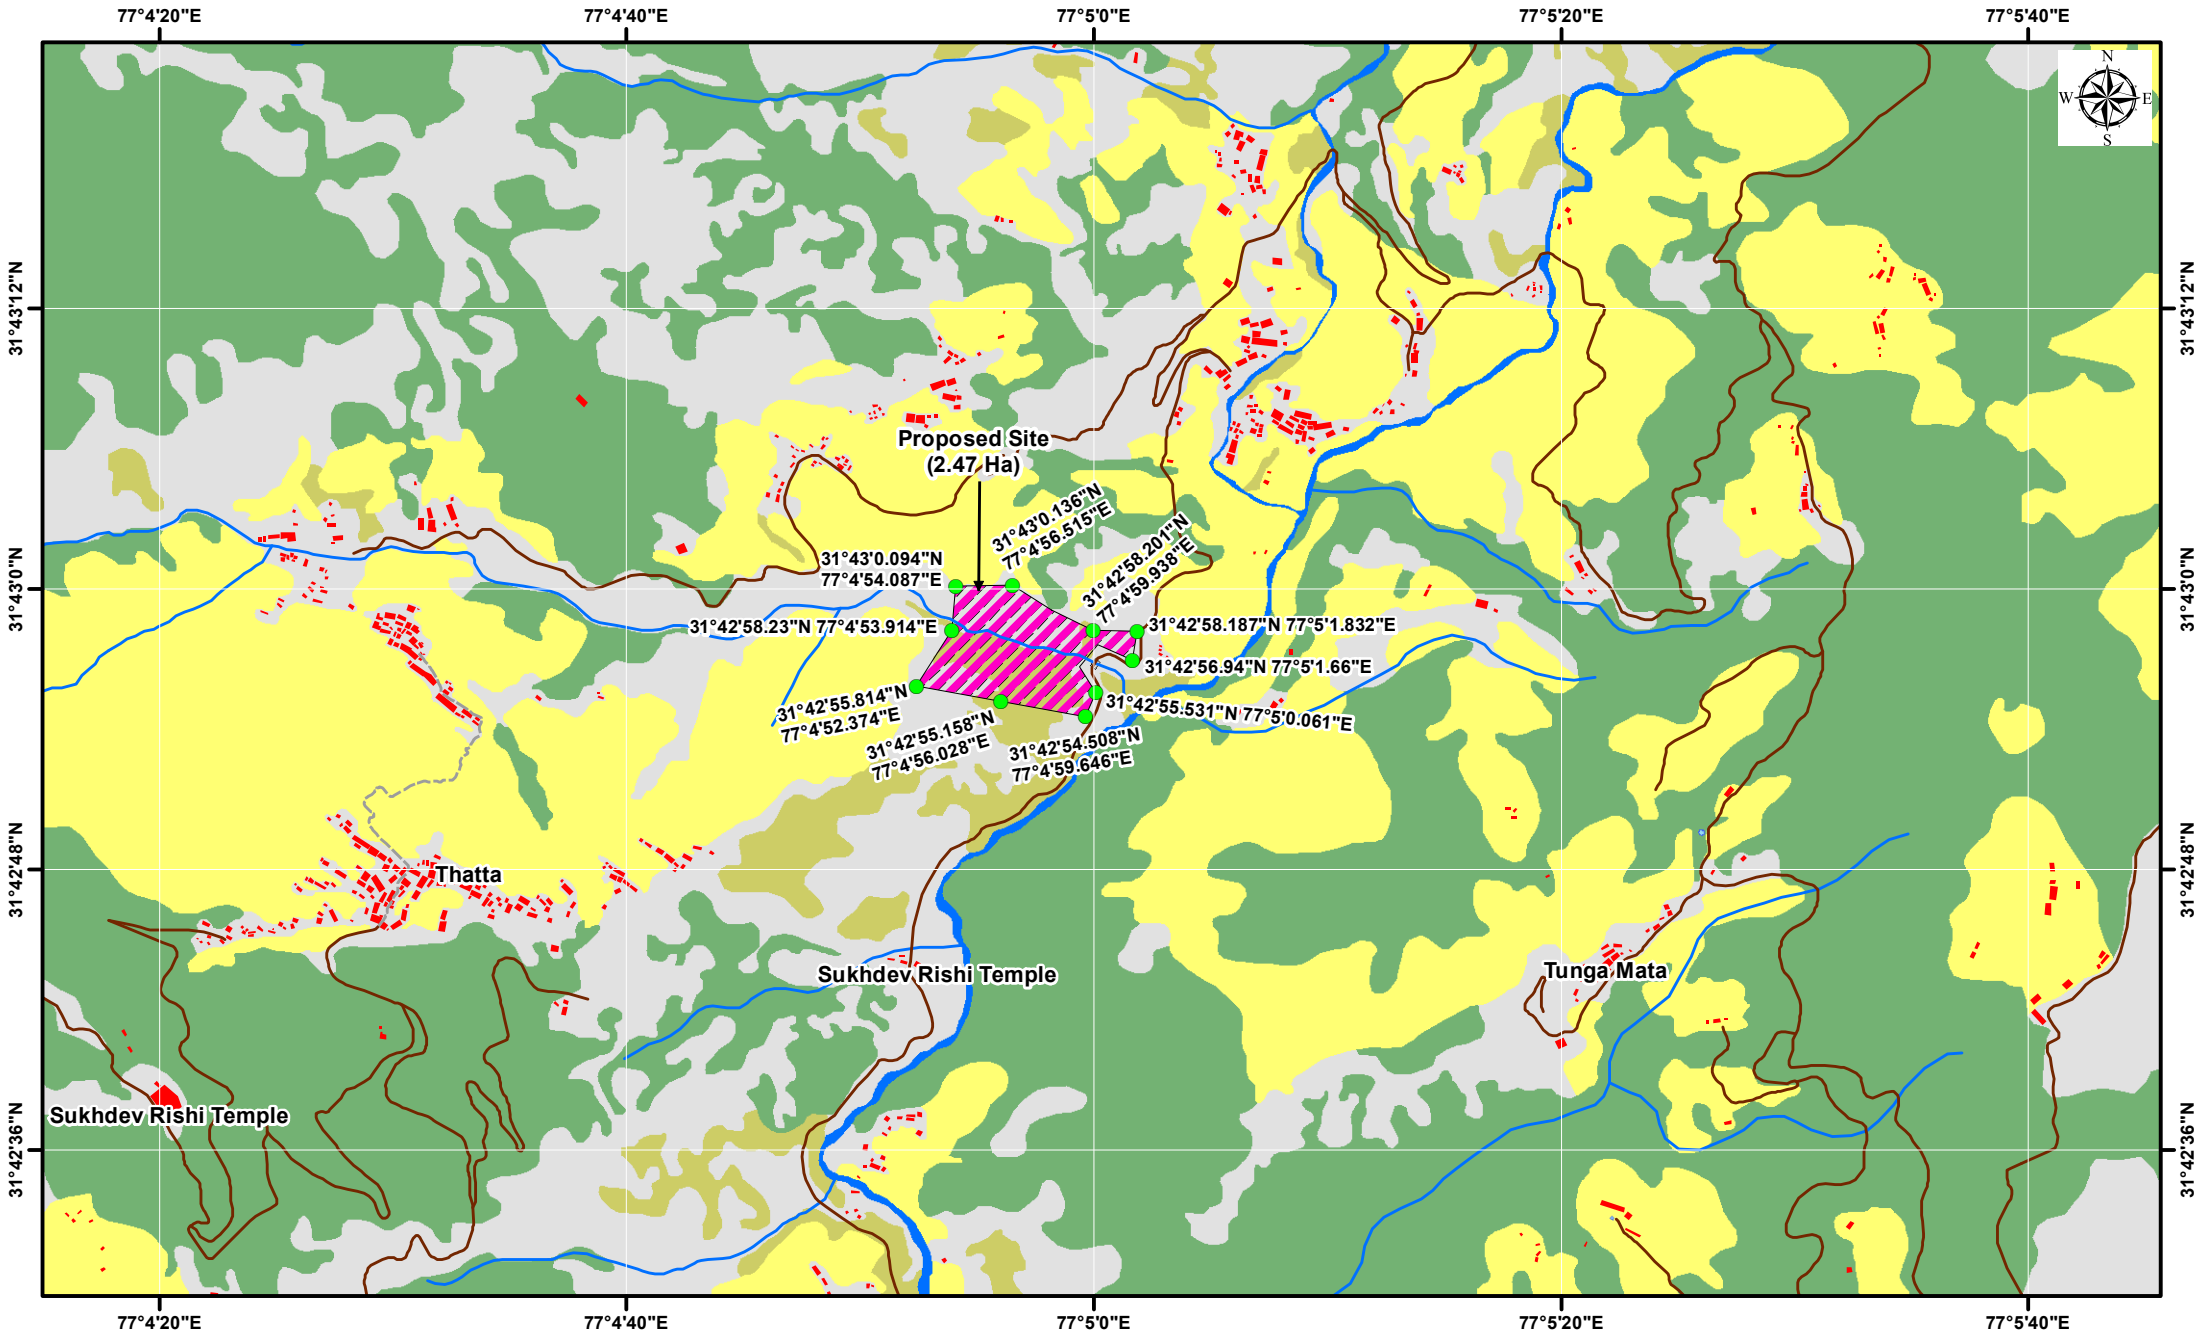 77°4'20"E
77°4'40"E
77°5'0"E
77°5'20"E
77°5'40"E
N
W
E
S
31°43'12"N
31°43'12"N
Proposed Site
(2.47 Ha)
31°43'0.136"N
77°4'56.515"E
31°43'0.094"N
77°4'54.087"E
31°42'58.201"N
77°4'59.938"E
31°43'0"N
31°43'0"N
31°42'58.23"N 77°4'53.914"E
31°42'58.187"N 77°5'1.832"E
31°42'56.94"N 77°5'1.66"E
31°42'55.814"N
77°4'52.374"E
31°42'55.531"N 77°5'0.061"E
31°42'55.158"N
77°4'56.028"E
31°42'54.508"N
77°4'59.646"E
31°42'48"N
31°42'48"N
Thatta
Sukhdev Rishi Temple
Tunga Mata
Sukhdev Rishi Temple
31°42'36"N
31°42'36"N
77°4'20"E
77°4'40"E
77°5'0"E
77°5'20"E
77°5'40"E